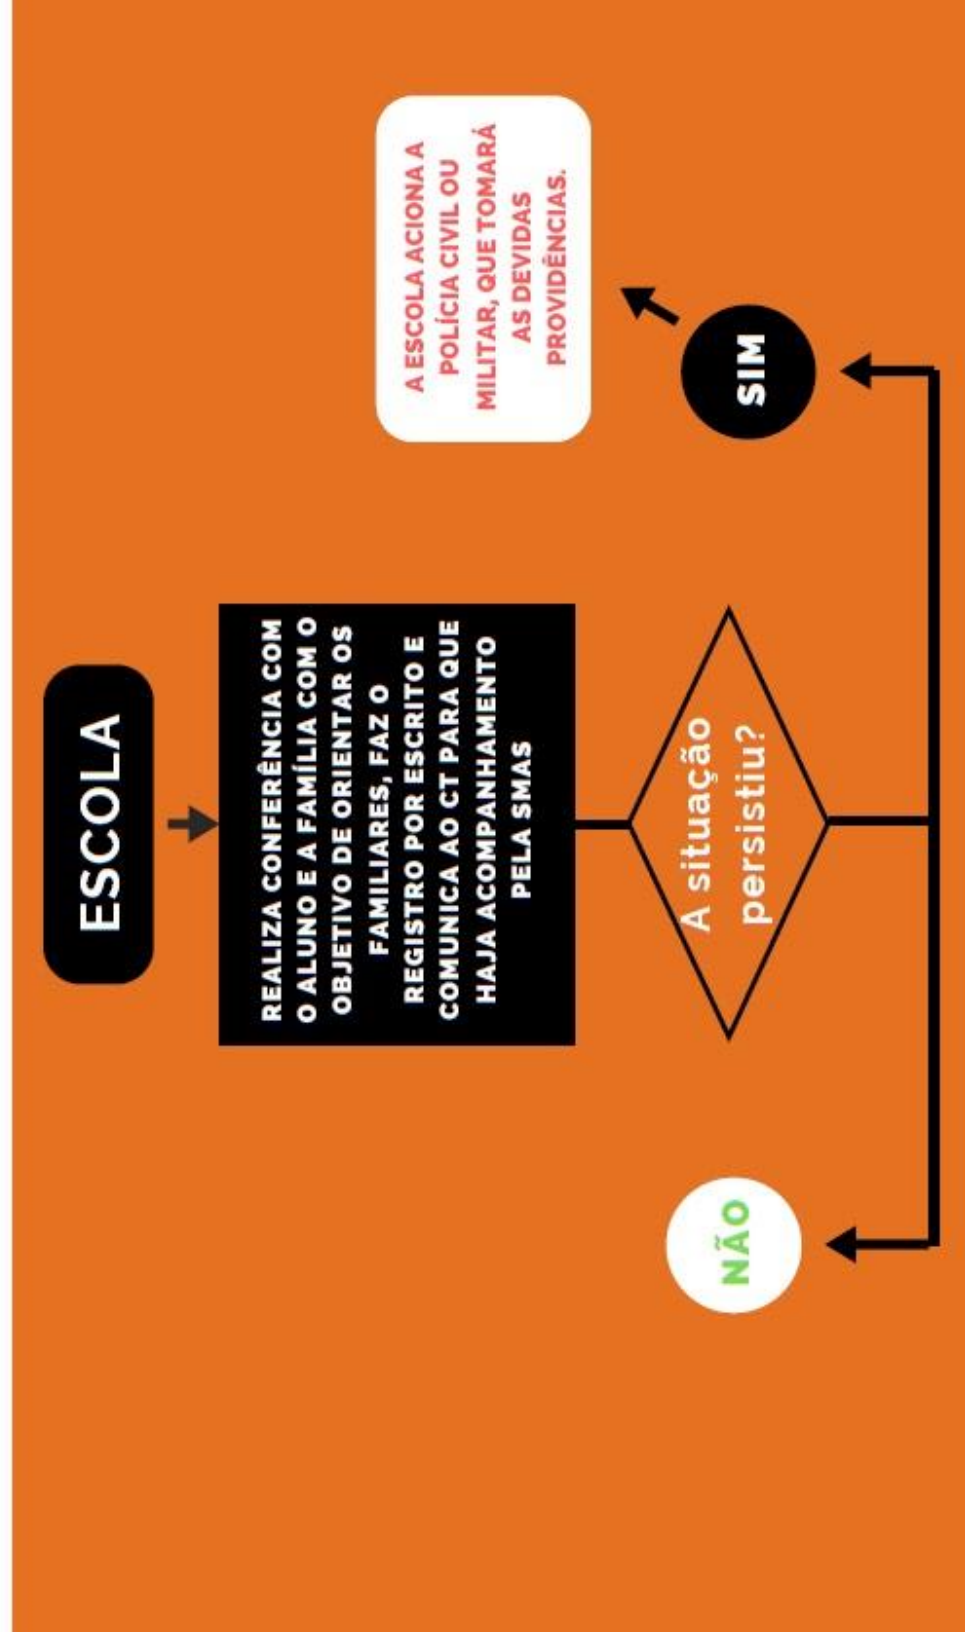 ESCOLA
REALIZA CONFERÊNCIA COM
O ALUNO E A FAMÍLIA COM O
OBJETIVO DE ORIENTAR OS
FAMILIARES, FAZ O
REGISTRO POR ESCRITO E
COMUNICA AO CT PARA QUE
HAJA ACOMPANHAMENTO
PELA SMAS
A situação
persistiu?
NÃO
SIM
A ESCOLA ACIONA A
POLÍCIA CIVIL OU
MILITAR, QUE TOMARÁ
AS DEVIDAS
PROVIDÊNCIAS.